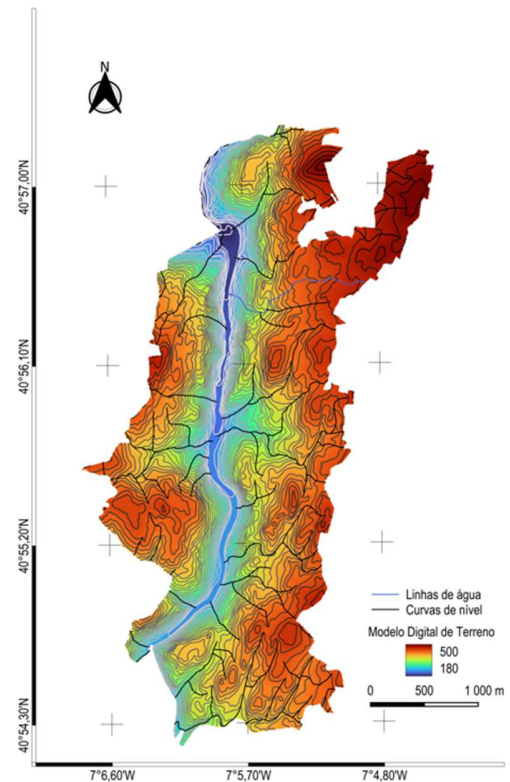 N
40°57,00'N
40°56,10'N
40°55,20'N
40°54,30'N
Linhas de água
Curvas de nível
Modelo Digital de Terreno
500
180
0 500 1 000 m
7°6,60'W 7°5,70'W 7°4,80'W